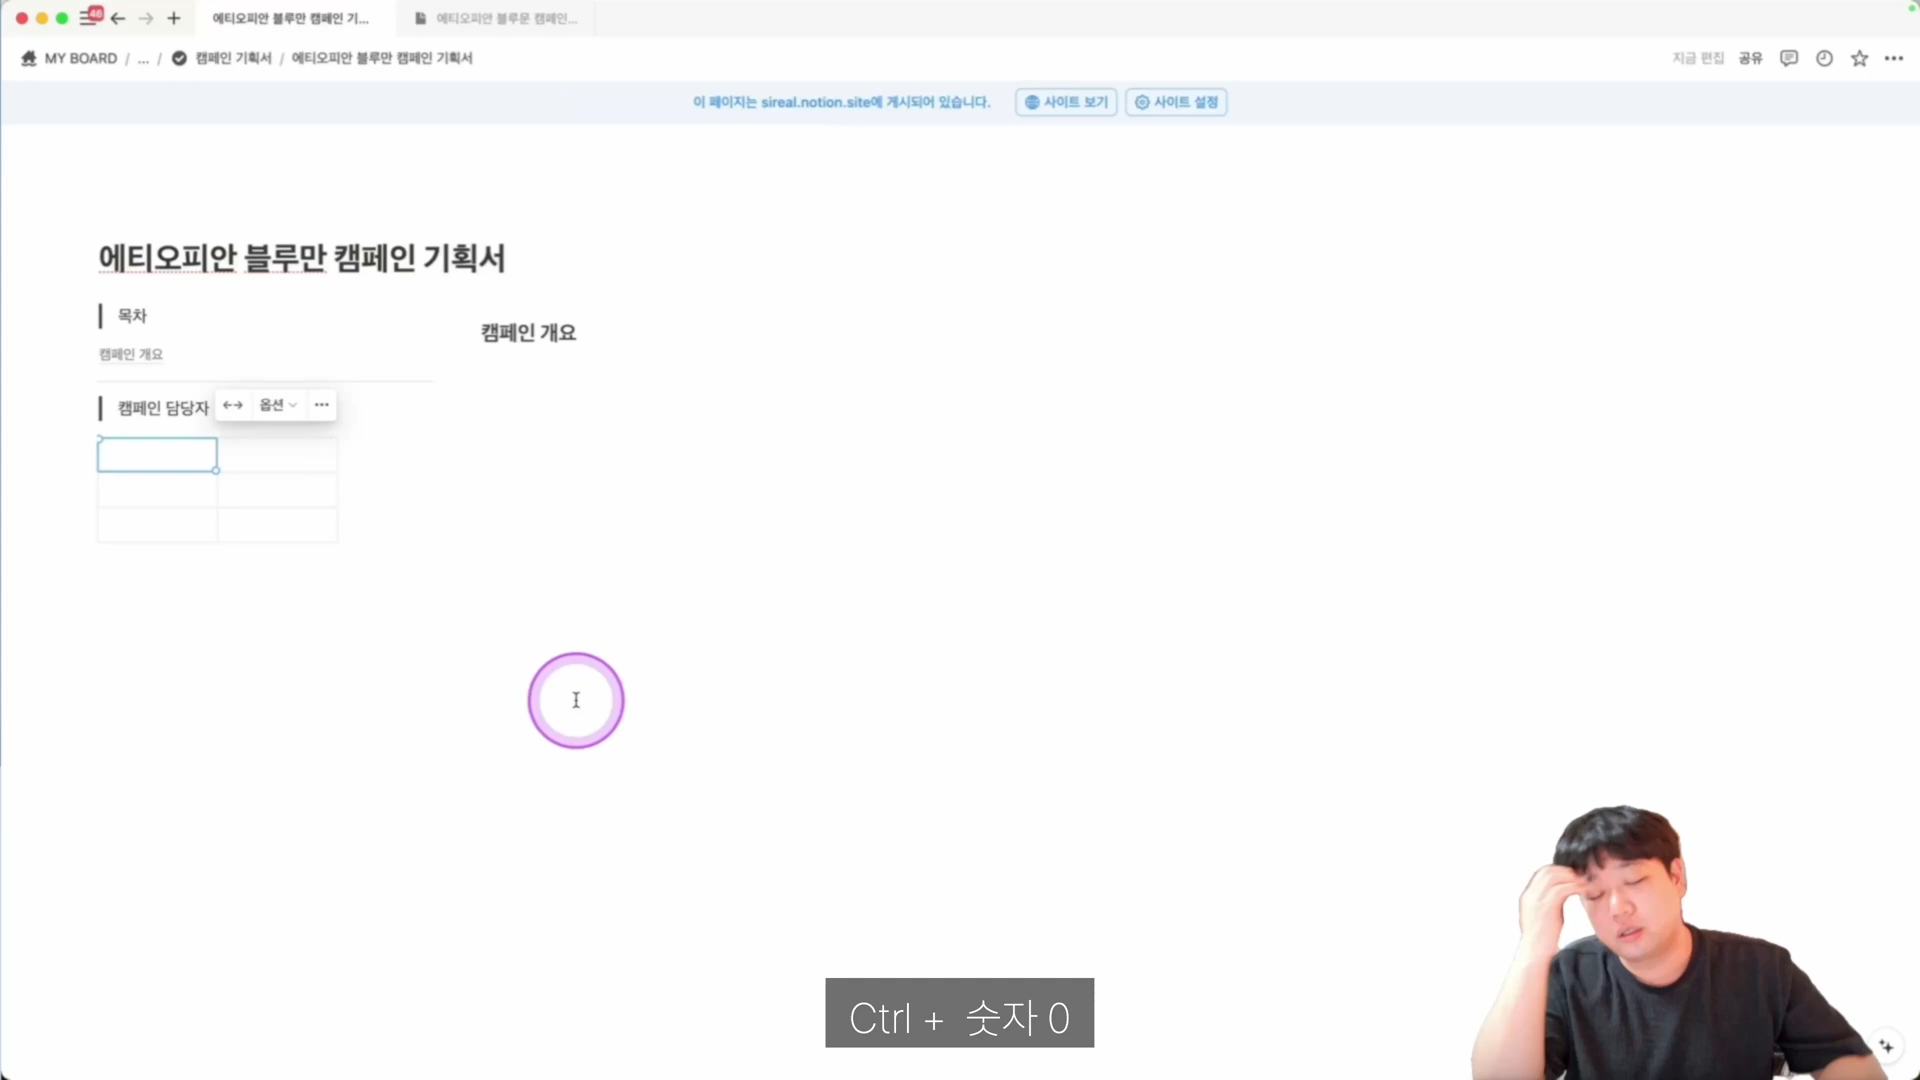 46
에티오피안 블루만 캠페인 기...
에티오피안 블루문 캠페인...
MY BOARD / ... / 캠페인 기획서 / 에티오피안 블루만 캠페인 기획서
지금 편집 공유
이 페이지는 sireal.notion.site에 게시되어 있습니다.
사이트 보기
사이트 설정
에티오피안 블루만 캠페인 기획서
목차
캠페인 개요
캠페인 개요
캠페인 담당자
옵션
Ctrl + 숫자 0